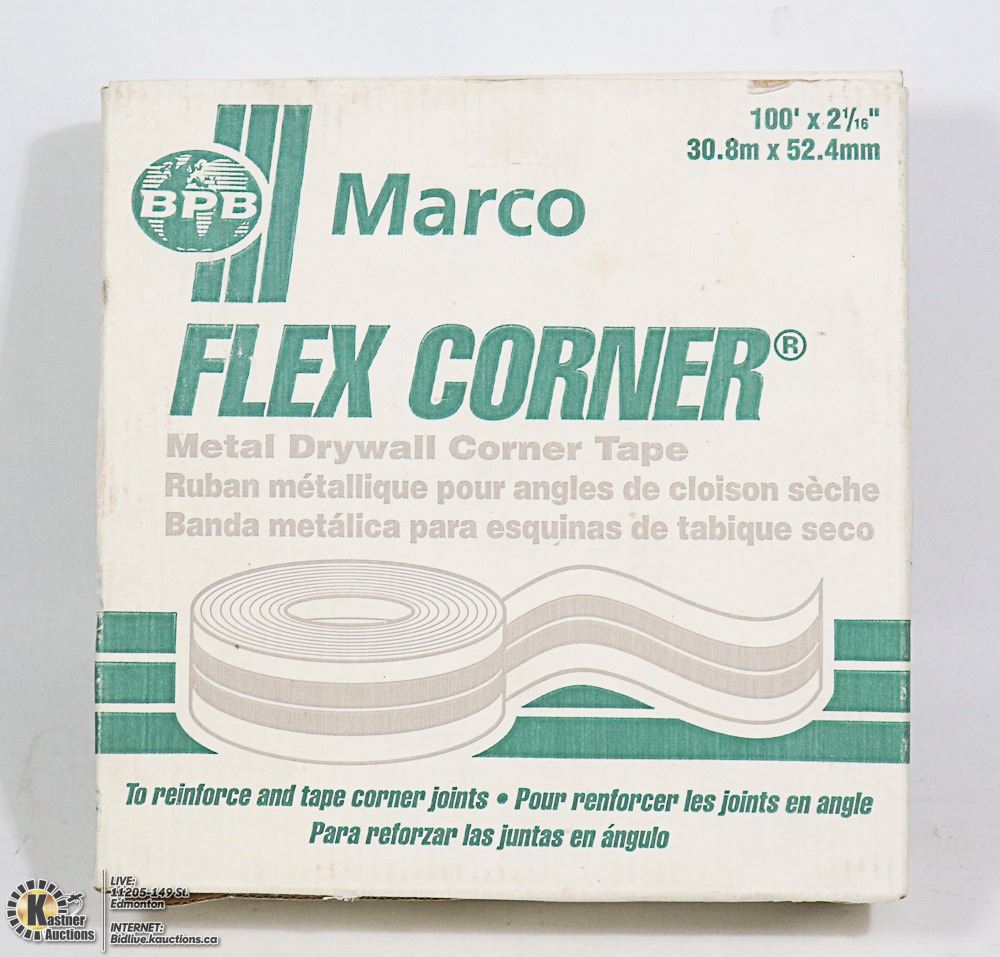 100' x 2 1/16"
30.8m x 52.4mm
BPB
Marco
FLEX CORNER®
Metal Drywall Corner Tape
Ruban métallique pour angles de cloison sèche
Banda metálica para esquinas de tabique seco
To reinforce and tape corner joints • Pour renforcer les joints en angle
Para reforzar las juntas en ángulo
Kastner
Auctions
LIVE:
11205-149 St.
Edmonton
INTERNET:
Bidlive.kauctions.ca